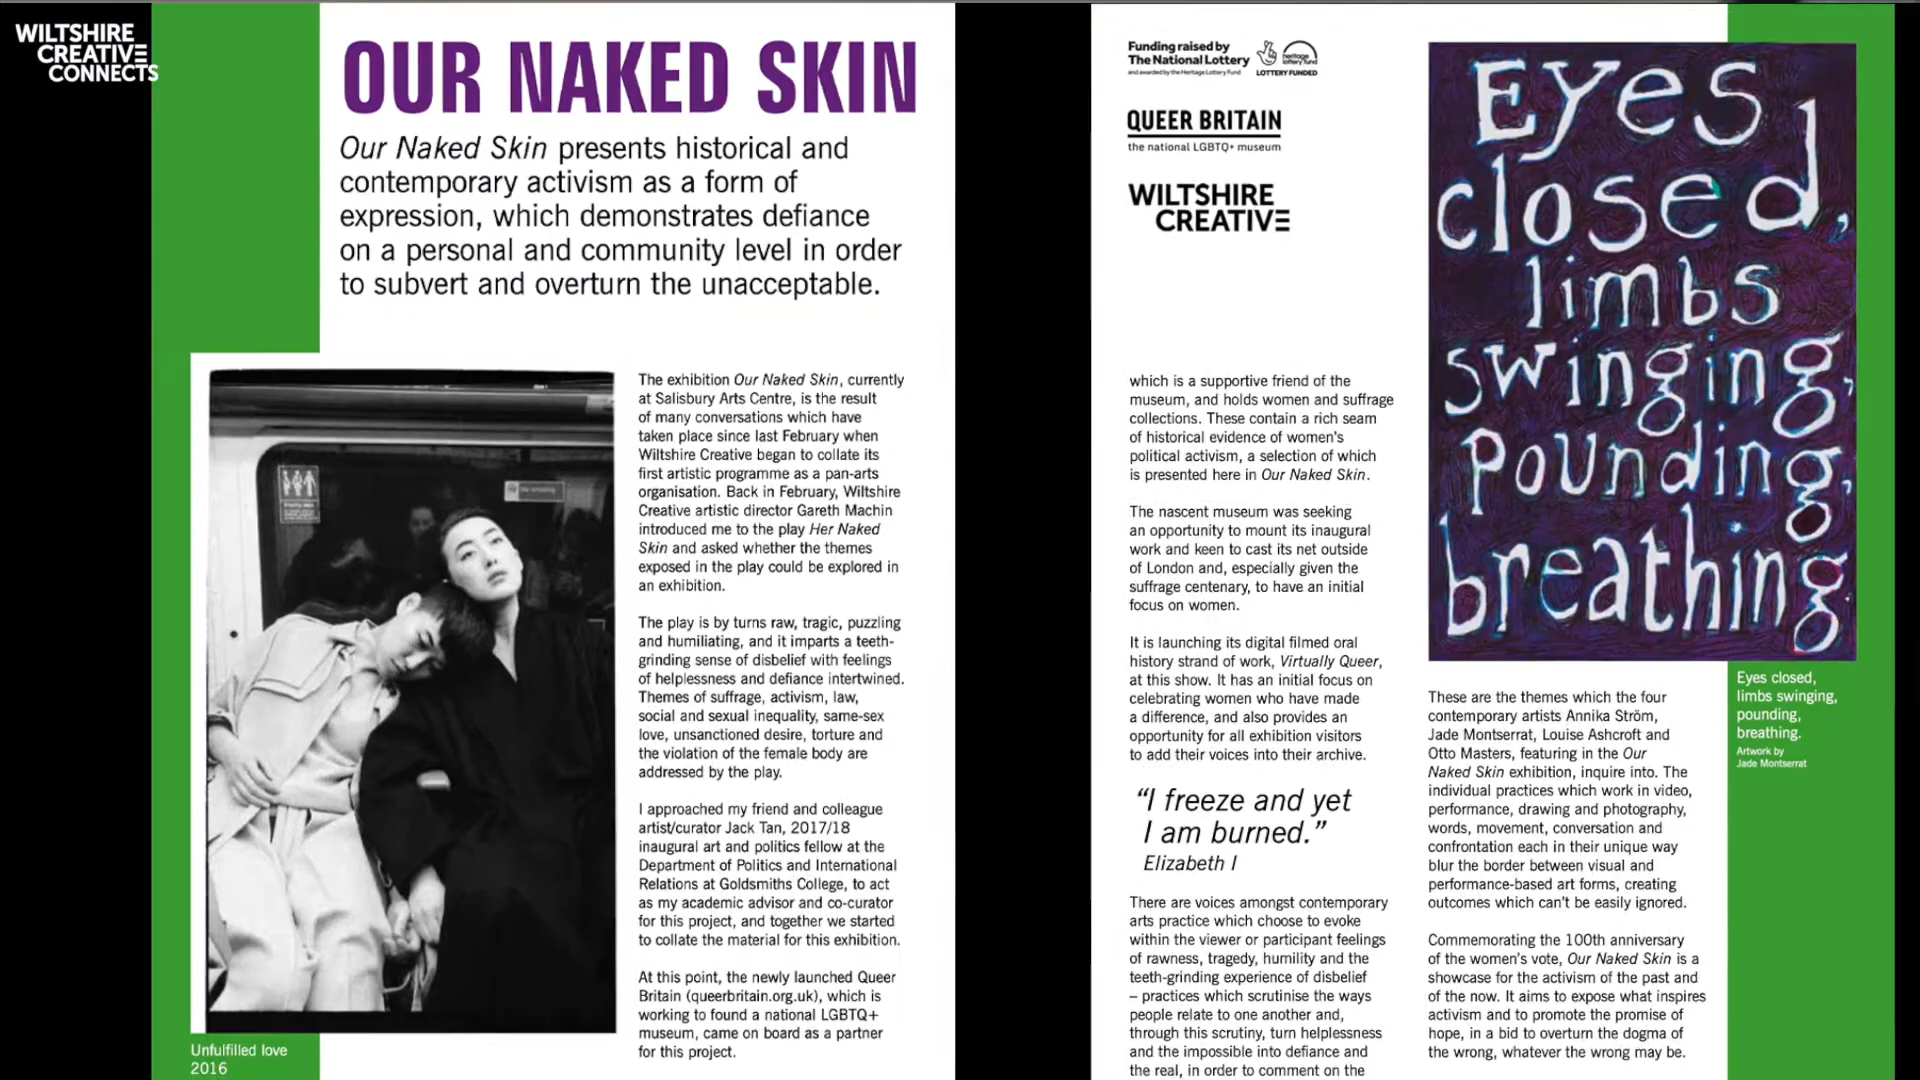 WILTSHIRE
CREATIVE
CONNECTS
OUR NAKED SKIN
Our Naked Skin presents historical and
contemporary activism as a form of
expression, which demonstrates defiance
on a personal and community level in order
to subvert and overturn the unacceptable.
The exhibition Our Naked Skin, currently
at Salisbury Arts Centre, is the result
of many conversations which have
taken place since last February when
Wiltshire Creative began to collate its
first artistic programme as a pan-arts
organisation. Back in February, Wiltshire
Creative artistic director Gareth Machin
introduced me to the play Her Naked
Skin and asked whether the themes
exposed in the play could be explored in
an exhibition.
The play is by turns raw, tragic, puzzling
and humiliating, and it imparts a teeth-
grinding sense of disbelief with feelings
of helplessness and defiance intertwined.
Themes of suffrage, activism, law,
social and sexual inequality, same-sex
love, unsanctioned desire, torture and
the violation of the female body are
addressed by the play.
I approached my friend and colleague
artist/curator Jack Tan, 2017/18
inaugural art and politics fellow at the
Department of Politics and International
Relations at Goldsmiths College, to act
as my academic advisor and co-curator
for this project, and together we started
to collate the material for this exhibition.
At this point, the newly launched Queer
Britain (queerbritain.org.uk), which is
working to found a national LGBTQ+
museum, came on board as a partner
for this project.
Unfulfilled love
2016
Funding raised by
The National Lottery
and awarded by the Heritage Lottery Fund
heritage
lottery fund
LOTTERY FUNDED
QUEER BRITAIN
the national LGBTQ+ museum
WILTSHIRE
CREATIVE
which is a supportive friend of the
museum, and holds women and suffrage
collections. These contain a rich seam
of historical evidence of women's
political activism, a selection of which
is presented here in Our Naked Skin.
The nascent museum was seeking
an opportunity to mount its inaugural
work and keen to cast its net outside
of London and, especially given the
suffrage centenary, to have an initial
focus on women.
It is launching its digital filmed oral
history strand of work, Virtually Queer,
at this show. It has an initial focus on
celebrating women who have made
a difference, and also provides an
opportunity for all exhibition visitors
to add their voices into their archive.
“I freeze and yet
I am burned.”
Elizabeth I
There are voices amongst contemporary
arts practice which choose to evoke
within the viewer or participant feelings
of rawness, tragedy, humility and the
teeth-grinding experience of disbelief
– practices which scrutinise the ways
people relate to one another and,
through this scrutiny, turn helplessness
and the impossible into defiance and
the real, in order to comment on the
Eyes
closed,
limbs
swinging,
pounding,
breathing.
Eyes closed,
limbs swinging,
pounding,
breathing.
Artwork by
Jade Montserrat
These are the themes which the four
contemporary artists Annika Ström,
Jade Montserrat, Louise Ashcroft and
Otto Masters, featuring in the Our
Naked Skin exhibition, inquire into. The
individual practices which work in video,
performance, drawing and photography,
words, movement, conversation and
confrontation each in their unique way
blur the border between visual and
performance-based art forms, creating
outcomes which can't be easily ignored.
Commemorating the 100th anniversary
of the women's vote, Our Naked Skin is a
showcase for the activism of the past and
of the now. It aims to expose what inspires
activism and to promote the promise of
hope, in a bid to overturn the dogma of
the wrong, whatever the wrong may be.